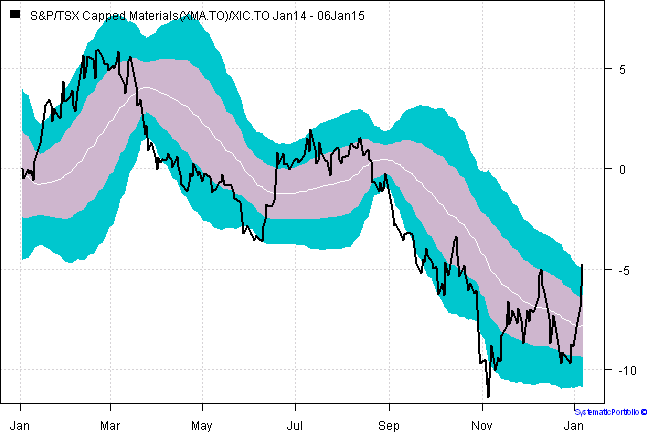 S&P/TSX Capped Materials(XMA.TO)/XIC.TO Jan14 - 06Jan15
5
0
-5
-10
Jan Mar May Jul Sep Nov Jan
SystematicPortfolio ©